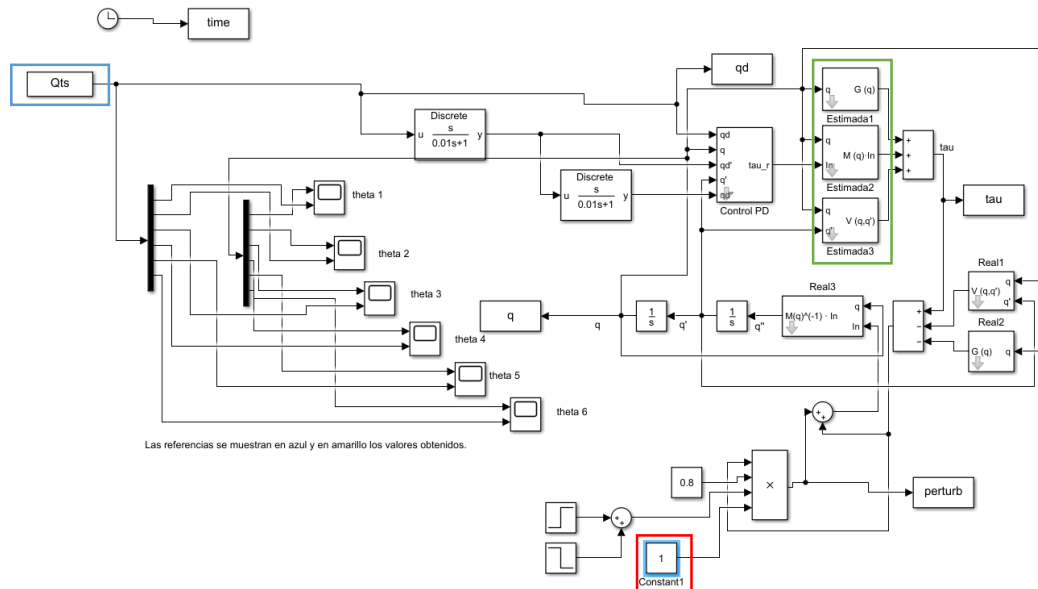 time
Qts
qd
Discrete
s
0.01s+1
u
y
Discrete
s
0.01s+1
u
y
qd
q
qd'
q'
qd''
tau_r
Control PD
q
G (q)
Estimada1
q
In
M (q)·In
Estimada2
q
q'
V (q,q')
Estimada3
+
+
+
tau
tau
theta 1
theta 2
theta 3
theta 4
theta 5
theta 6
q
q
1
s
q'
1
s
q''
Real3
M(q)^(-1) · In
q
In
+
−
−
Real1
V (q,q')
q
q'
Real2
G (q)
q
Las referencias se muestran en azul y en amarillo los valores obtenidos.
+
+
0.8
×
perturb
+
+
1
Constant1